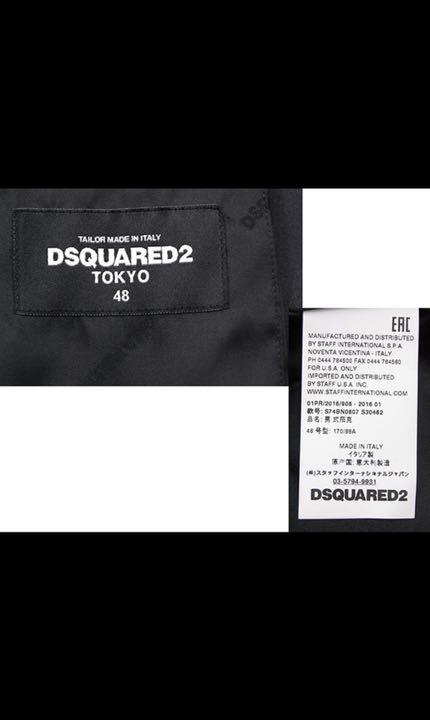 TAILOR MADE IN ITALY
DSQUARED2
TOKYO
48
EAC
MANUFACTURED AND DISTRIBUTED
BY STAFF INTERNATIONAL S.P.A.
NOVENTA VICENTINA - ITALY
PH 0444 784500 FAX 0444 784560
FOR U.S.A. ONLY
IMPORTED AND DISTRIBUTED
BY STAFF U.S.A. INC.
WWW.STAFFINTERNATIONAL.COM
01PR/2016/908 - 2016 01
款号: S74BN0807 S30462
品名: 男式茄克
48 号型: 170/88A
MADE IN ITALY
イタリア製
原产国: 意大利製造
(株)スタッフインターナショナルジャパン
03-5794-9931
DSQUARED2